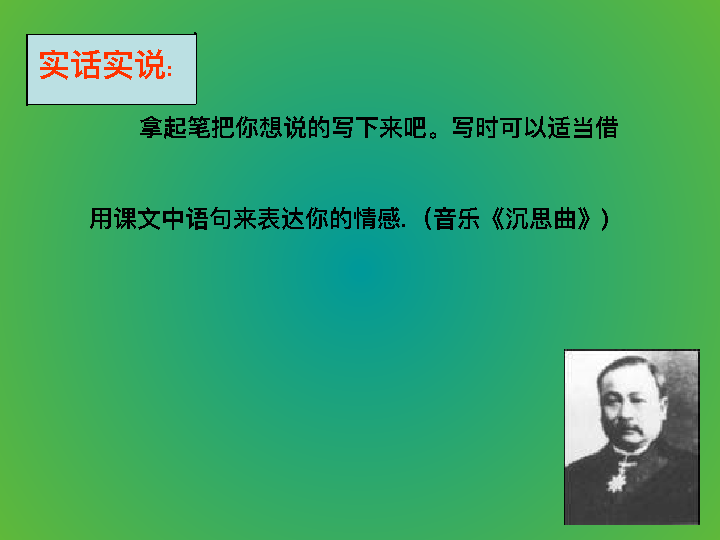 实话实说:
拿起笔把你想说的写下来吧。写时可以适当借
用课文中语句来表达你的情感.（音乐《沉思曲》）